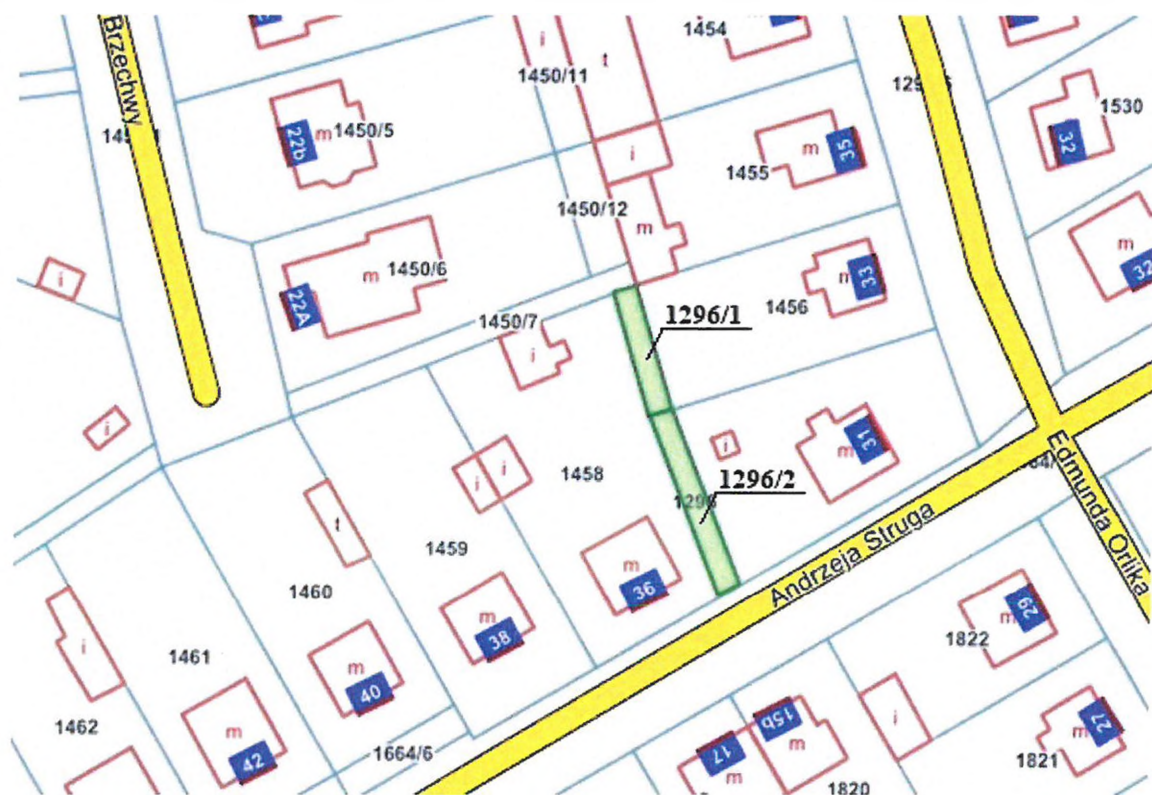 Brzechwy
i
t
1454
1450/11
22b
m
1450/5
i
1455
m
35
32
1530
1450/12
m
m
32
22A
m
1450/6
i
1456
33
1450/7
1296/1
i
i
i
i
1458
i
m
31
1296/2
t
1459
Andrzeja Struga
Edmunda Orlika
1460
m
36
i
m
38
1822
m
29
1461
m
40
1462
m
42
1664/6
i
15b
m
17
m
1820
1821
m
27